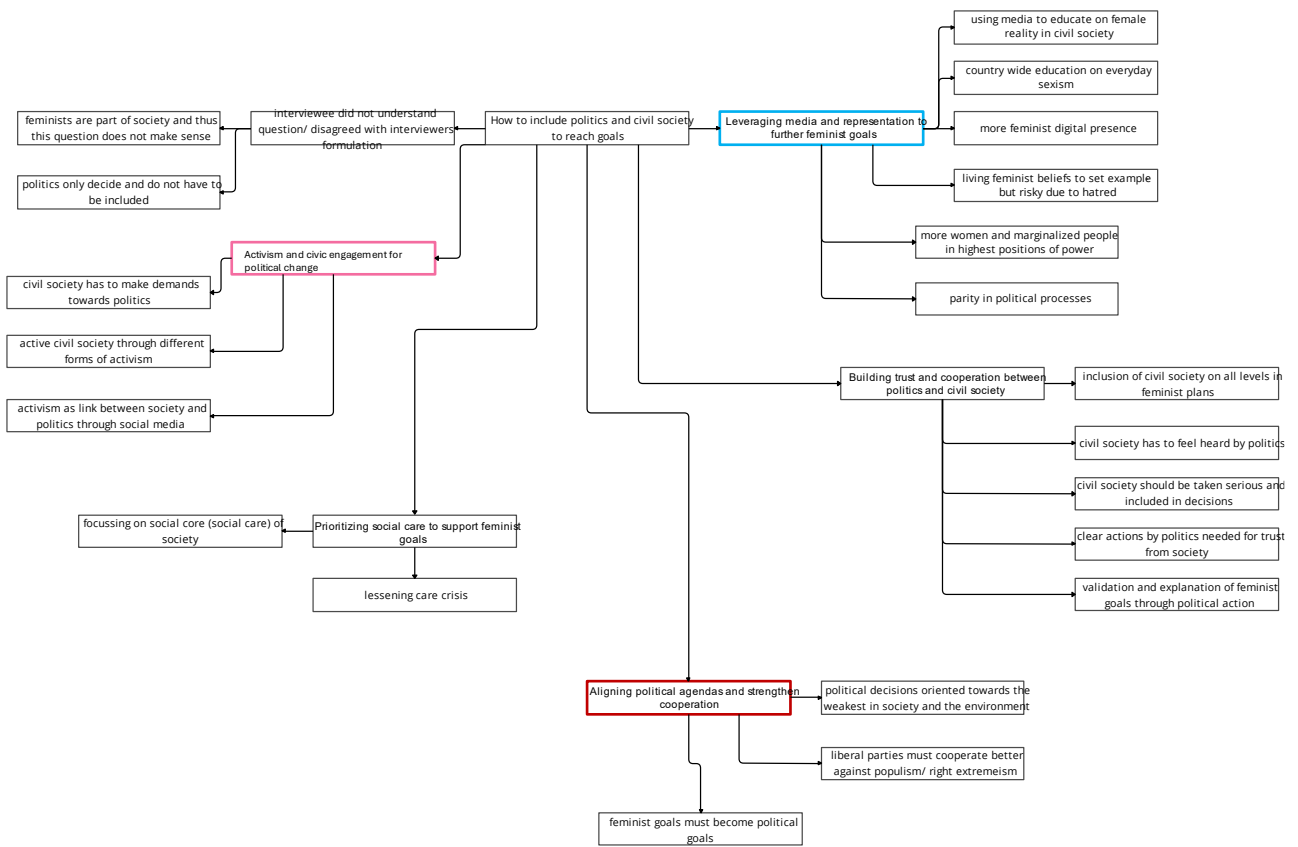 using media to educate on female
reality in civil society
country wide education on everyday
sexism
feminists are part of society and thus
this question does not make sense
interviewee did not understand
question/ disagreed with interviewers
formulation
How to include politics and civil society
to reach goals
Leveraging media and representation to
further feminist goals
more feminist digital presence
politics only decide and do not have to
be included
living feminist beliefs to set example
but risky due to hatred
more women and marginalized people
in highest positions of power
Activism and civic engagement for
political change
civil society has to make demands
towards politics
parity in political processes
active civil society through different
forms of activism
Building trust and cooperation between
politics and civil society
inclusion of civil society on all levels in
feminist plans
activism as link between society and
politics through social media
civil society has to feel heard by politics
civil society should be taken serious and
included in decisions
focussing on social core (social care) of
society
Prioritizing social care to support feminist
goals
clear actions by politics needed for trust
from society
lessening care crisis
validation and explanation of feminist
goals through political action
Aligning political agendas and strengthen
cooperation
political decisions oriented towards the
weakest in society and the environment
liberal parties must cooperate better
against populism/ right extremeism
feminist goals must become political
goals